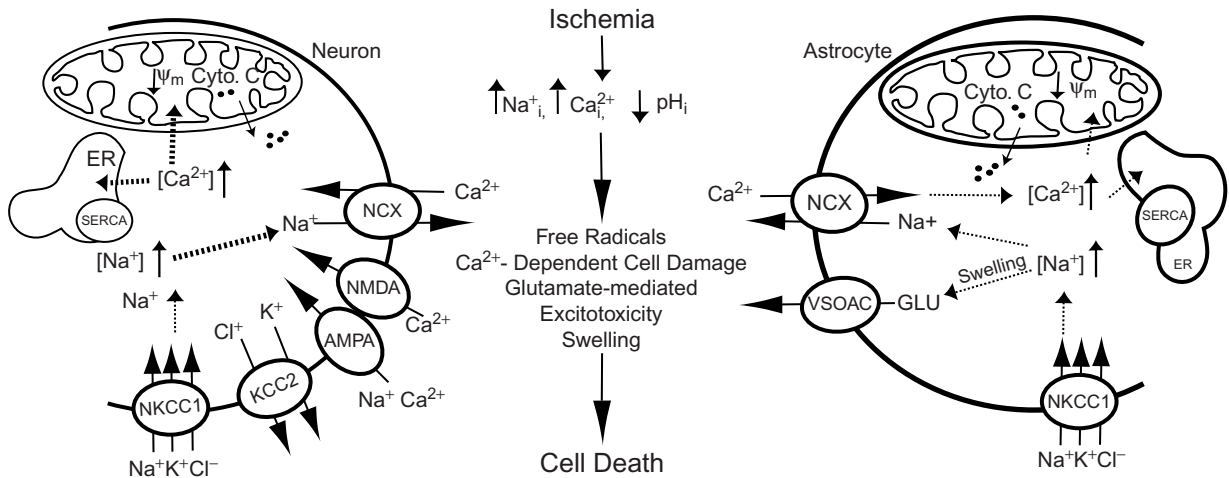 Ischemia
Neuron
Ψm Cyto. C
ER
[Ca²⁺]
SERCA
Ca²⁺
NCX
Na⁺
[Na⁺]
Na⁺
NMDA
Ca²⁺
AMPA
Na⁺ Ca²⁺
Cl⁺
K⁺
KCC2
NKCC1
Na⁺K⁺Cl⁻
Na⁺i, Ca²⁺i, pHi
Free Radicals
Ca²⁺- Dependent Cell Damage
Glutamate-mediated
Excitotoxicity
Swelling
Cell Death
Astrocyte
Cyto. C Ψm
Ca²⁺
NCX
[Ca²⁺]
SERCA
ER
Na+
[Na⁺]
Swelling
VSOAC
GLU
NKCC1
Na⁺K⁺Cl⁻